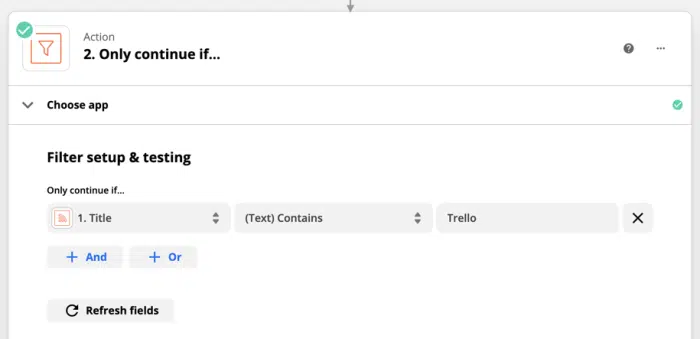 Action
2. Only continue if...
Choose app
Filter setup & testing
Only continue if...
1. Title (Text) Contains Trello
And Or
Refresh fields